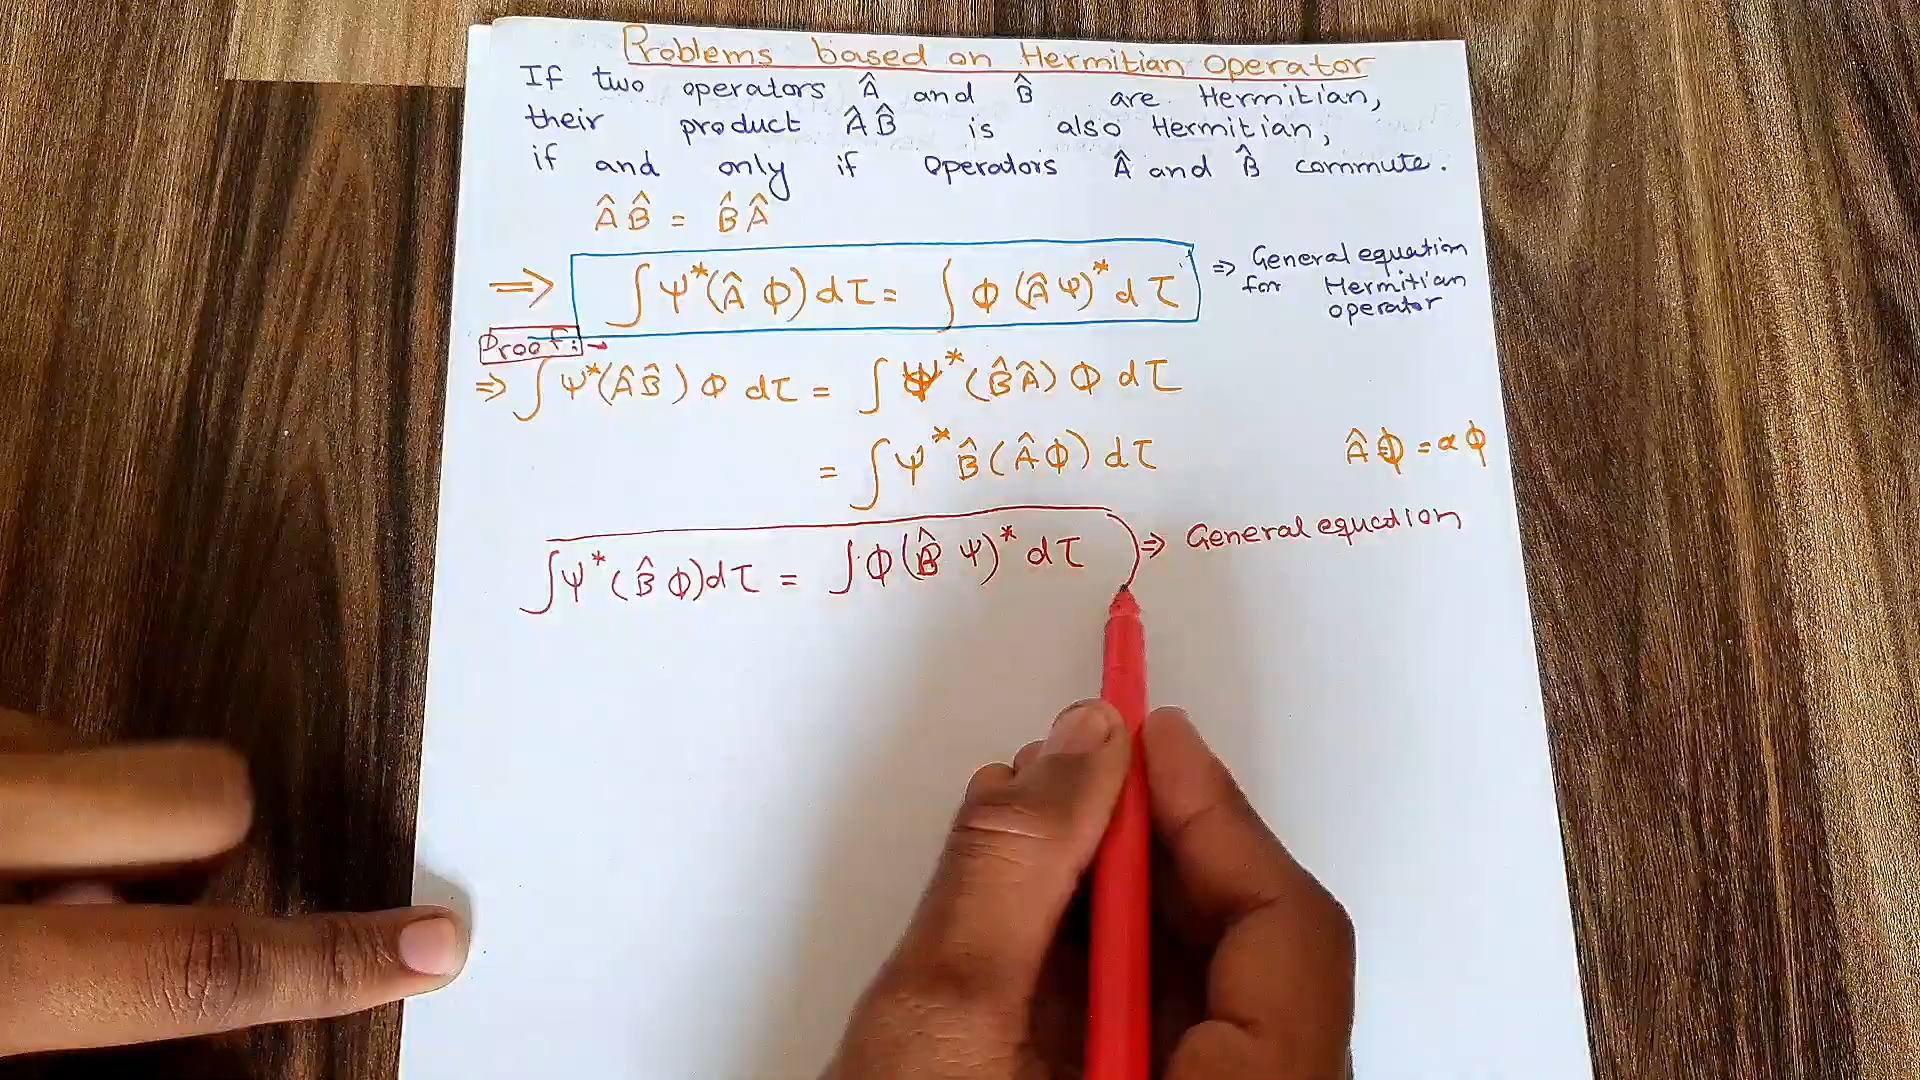 Problems based on Hermitian Operator
If two operators Â and B̂ are Hermitian,
their product ÂB̂ is also Hermitian,
if and only if Operators Â and B̂ commute.
ÂB̂ = B̂Â
⇒ ∫ψ*(Âϕ)dτ = ∫ϕ(Âψ)*dτ ⇒ General equation
for Hermitian
operator
Proof:→
⇒ ∫ψ*(ÂB̂)ϕ dτ = ∫ψ*(B̂Â)ϕ dτ
= ∫ψ*B̂(Âϕ)dτ Âϕ = αϕ
∫ψ*(B̂ϕ)dτ = ∫ϕ(B̂ψ)*dτ ⇒ General equation